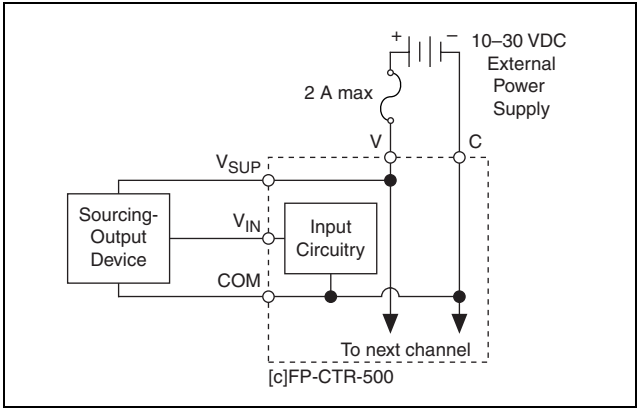 + – 10–30 VDC
External
Power
Supply
2 A max
V C
VSUP
Sourcing-
Output
Device
VIN
Input
Circuitry
COM
To next channel
[c]FP-CTR-500